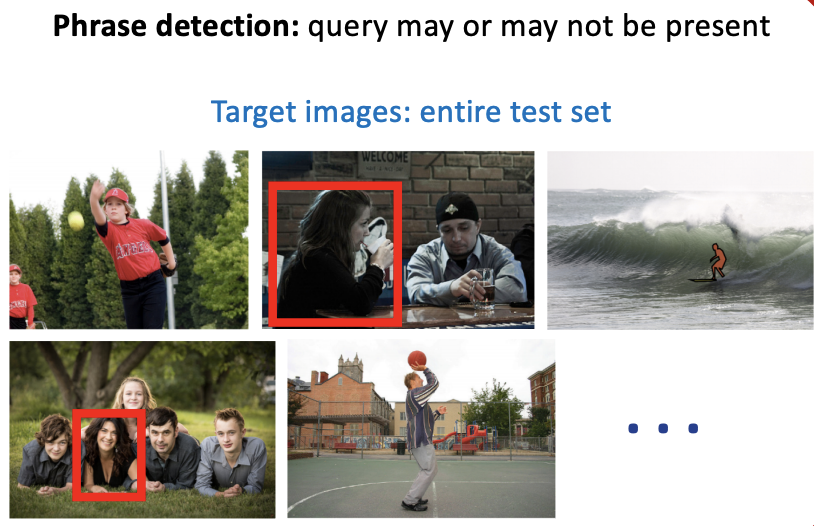 Phrase detection: query may or may not be present
Target images: entire test set
WELCOME